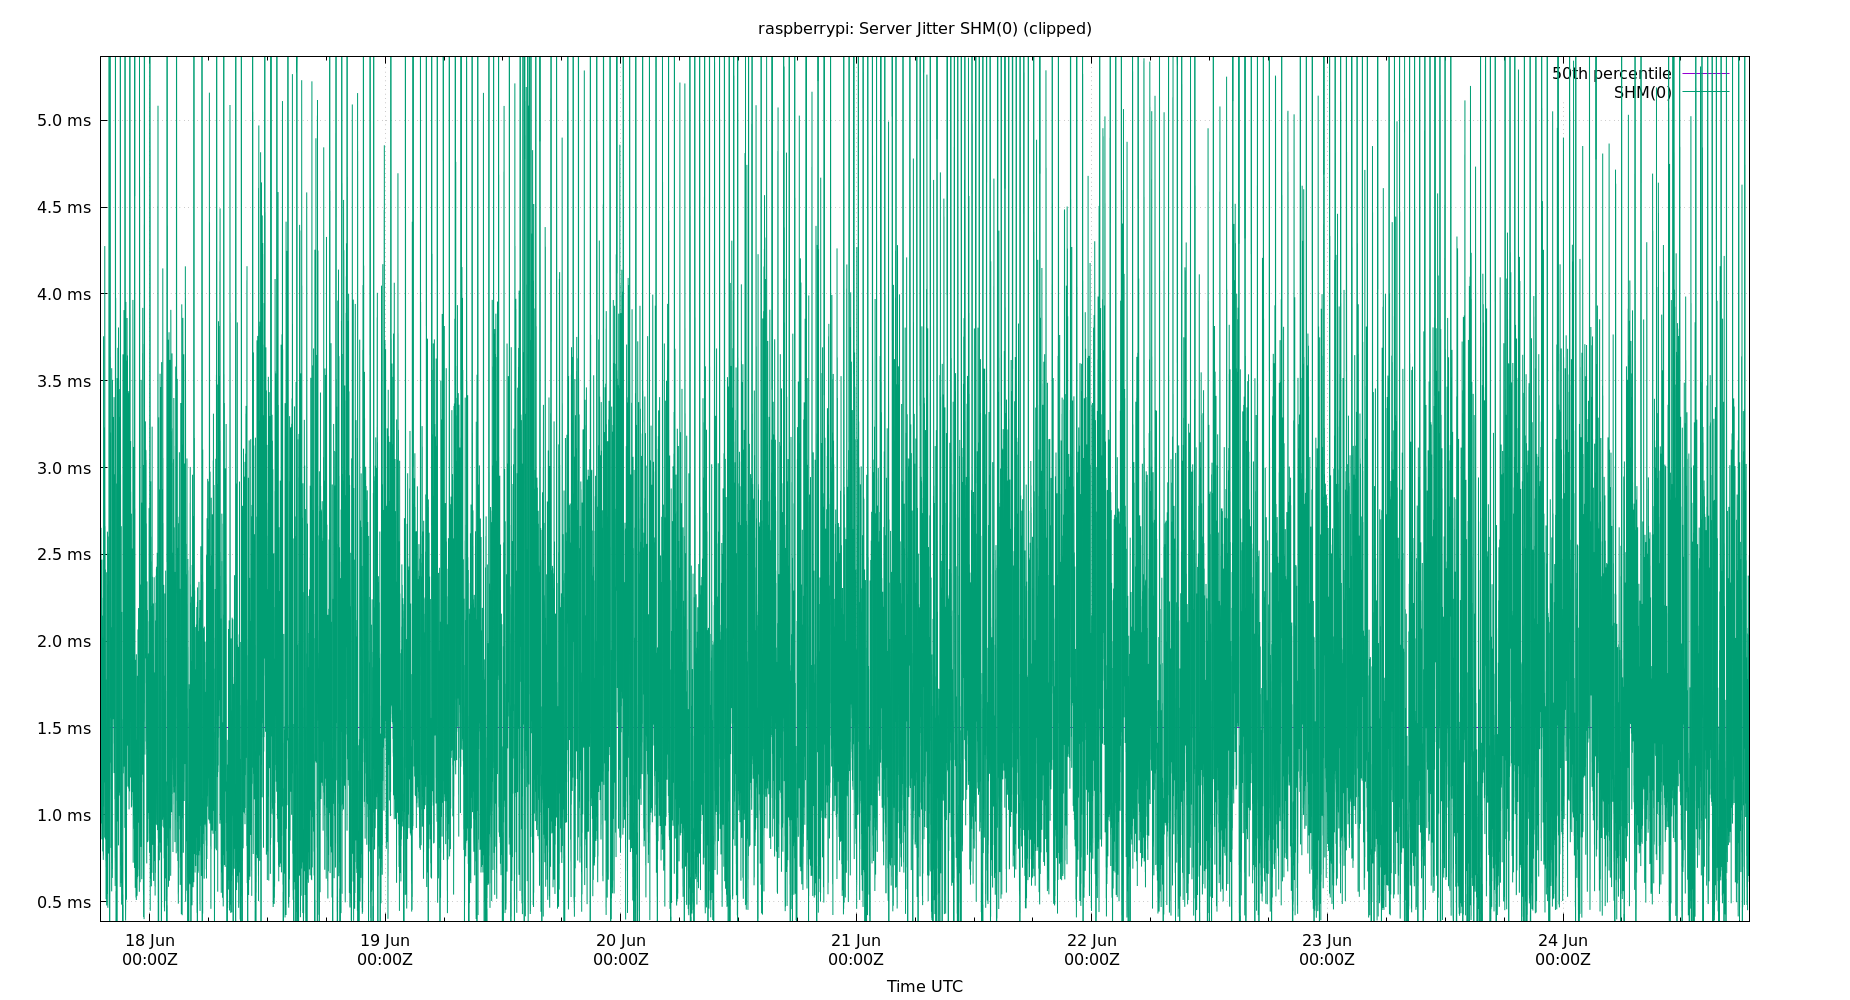 raspberrypi: Server Jitter SHM(0) (clipped)
50th percentile
SHM(0)
5.0 ms
4.5 ms
4.0 ms
3.5 ms
3.0 ms
2.5 ms
2.0 ms
1.5 ms
1.0 ms
0.5 ms
18 Jun 19 Jun 20 Jun 21 Jun 22 Jun 23 Jun 24 Jun
00:00Z 00:00Z 00:00Z 00:00Z 00:00Z 00:00Z 00:00Z
Time UTC